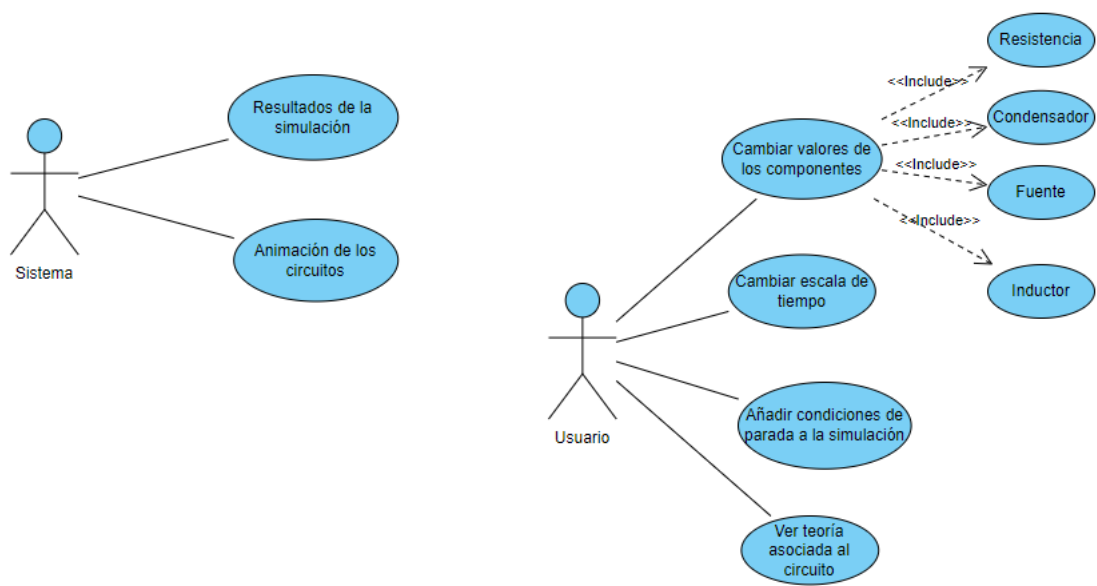 Resultados de la
simulación
Animación de los
circuitos
Sistema
Resistencia
<<Include>>
Condensador
<<Include>>
Cambiar valores de
los componentes
<<Include>>
Fuente
<<Include>>
Inductor
Cambiar escala de
tiempo
Añadir condiciones de
parada a la simulación
Usuario
Ver teoría
asociada al
circuito